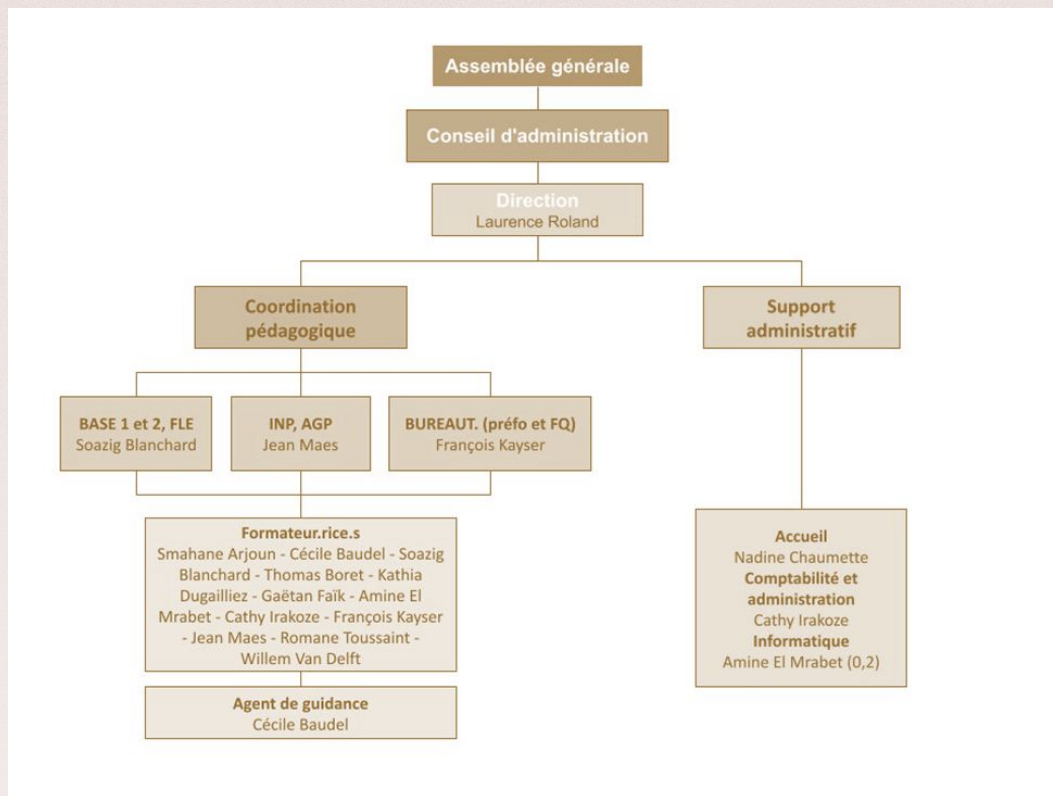 Assemblée générale
Conseil d'administration
Direction
Laurence Roland
Coordination
pédagogique
Support
administratif
BASE 1 et 2, FLE
Soazig Blanchard
INP, AGP
Jean Maes
BUREAUT. (préfo et FQ)
François Kayser
Formateur.rice.s
Smahane Arjoun - Cécile Baudel - Soazig
Blanchard - Thomas Boret - Kathia
Dugailliez - Gaëtan Faïk - Amine El
Mrabet - Cathy Irakoze - François Kayser
- Jean Maes - Romane Toussaint -
Willem Van Delft
Agent de guidance
Cécile Baudel
Accueil
Nadine Chaumette
Comptabilité et
administration
Cathy Irakoze
Informatique
Amine El Mrabet (0,2)